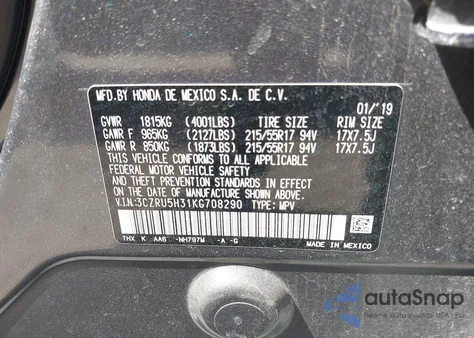 MFD.BY HONDA DE MEXICO S.A. DE C.V.
01/'19
GVWR 1815KG (4001LBS) TIRE SIZE RIM SIZE
GAWR F 965KG (2127LBS) 215/55R17 94V 17X7.5J
GAWR R 850KG (1873LBS) 215/55R17 94V 17X7.5J
THIS VEHICLE CONFORMS TO ALL APPLICABLE
FEDERAL MOTOR VEHICLE SAFETY, BUMPER,
AND THEFT PREVENTION STANDARDS IN EFFECT
ON THE DATE OF MANUFACTURE SHOWN ABOVE.
V.I.N:3CZRU5H31KG708290 TYPE: MPV
THX K AA6 -NH797M -A -G
MADE IN MEXICO
autoSnap